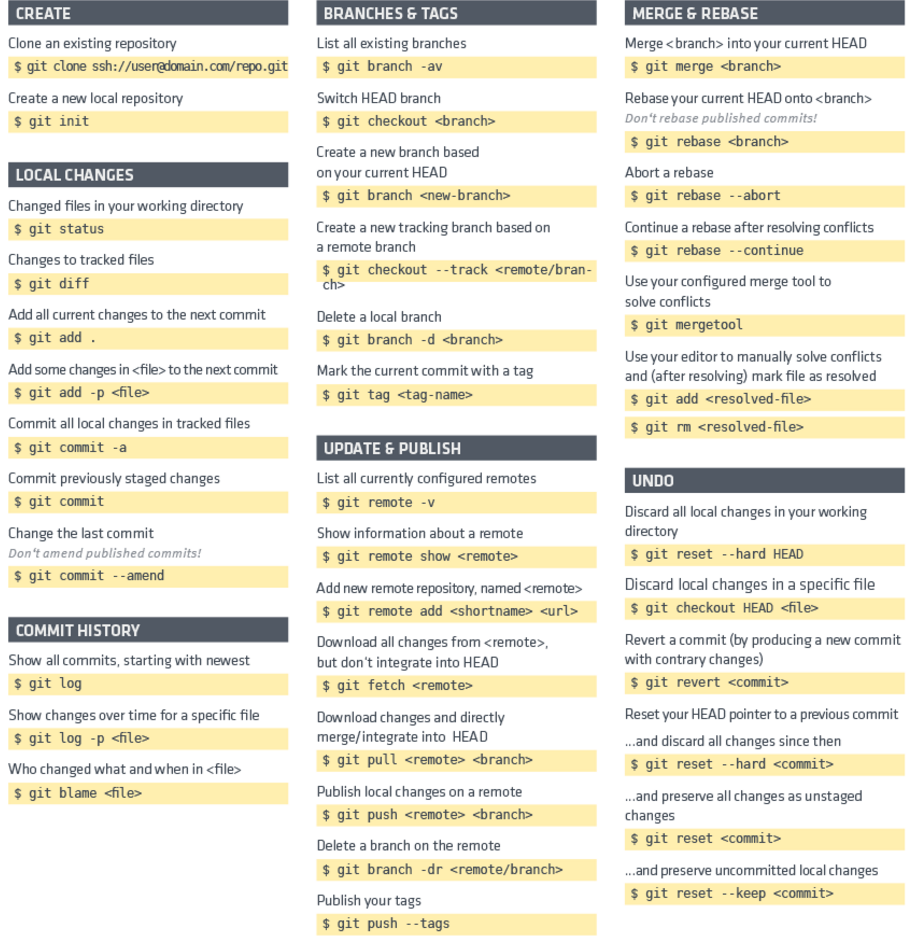 CREATE
Clone an existing repository
$ git clone ssh://user@domain.com/repo.git
Create a new local repository
$ git init
LOCAL CHANGES
Changed files in your working directory
$ git status
Changes to tracked files
$ git diff
Add all current changes to the next commit
$ git add .
Add some changes in <file> to the next commit
$ git add -p <file>
Commit all local changes in tracked files
$ git commit -a
Commit previously staged changes
$ git commit
Change the last commit
Don't amend published commits!
$ git commit --amend
COMMIT HISTORY
Show all commits, starting with newest
$ git log
Show changes over time for a specific file
$ git log -p <file>
Who changed what and when in <file>
$ git blame <file>
BRANCHES & TAGS
List all existing branches
$ git branch -av
Switch HEAD branch
$ git checkout <branch>
Create a new branch based
on your current HEAD
$ git branch <new-branch>
Create a new tracking branch based on
a remote branch
$ git checkout --track <remote/bran-
ch>
Delete a local branch
$ git branch -d <branch>
Mark the current commit with a tag
$ git tag <tag-name>
UPDATE & PUBLISH
List all currently configured remotes
$ git remote -v
Show information about a remote
$ git remote show <remote>
Add new remote repository, named <remote>
$ git remote add <shortname> <url>
Download all changes from <remote>,
but don't integrate into HEAD
$ git fetch <remote>
Download changes and directly
merge/integrate into HEAD
$ git pull <remote> <branch>
Publish local changes on a remote
$ git push <remote> <branch>
Delete a branch on the remote
$ git branch -dr <remote/branch>
Publish your tags
$ git push --tags
MERGE & REBASE
Merge <branch> into your current HEAD
$ git merge <branch>
Rebase your current HEAD onto <branch>
Don't rebase published commits!
$ git rebase <branch>
Abort a rebase
$ git rebase --abort
Continue a rebase after resolving conflicts
$ git rebase --continue
Use your configured merge tool to
solve conflicts
$ git mergetool
Use your editor to manually solve conflicts
and (after resolving) mark file as resolved
$ git add <resolved-file>
$ git rm <resolved-file>
UNDO
Discard all local changes in your working
directory
$ git reset --hard HEAD
Discard local changes in a specific file
$ git checkout HEAD <file>
Revert a commit (by producing a new commit
with contrary changes)
$ git revert <commit>
Reset your HEAD pointer to a previous commit
...and discard all changes since then
$ git reset --hard <commit>
...and preserve all changes as unstaged
changes
$ git reset <commit>
...and preserve uncommitted local changes
$ git reset --keep <commit>